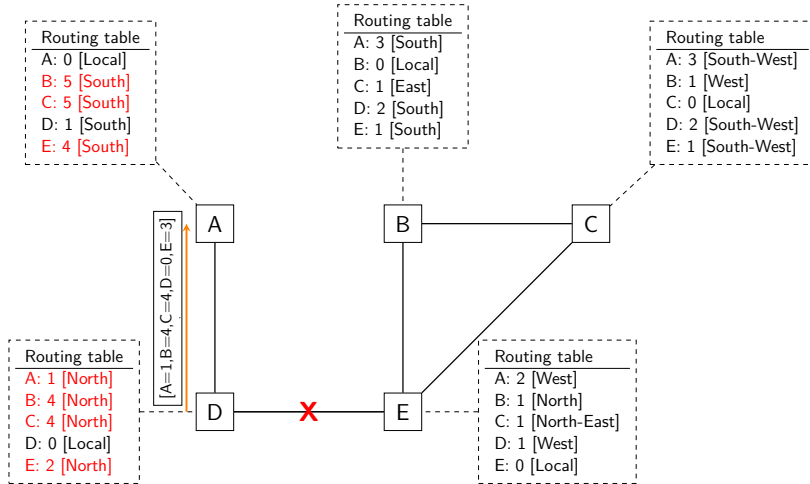 Routing table
A: 0 [Local]
B: 5 [South]
C: 5 [South]
D: 1 [South]
E: 4 [South]
Routing table
A: 3 [South]
B: 0 [Local]
C: 1 [East]
D: 2 [South]
E: 1 [South]
Routing table
A: 3 [South-West]
B: 1 [West]
C: 0 [Local]
D: 2 [South-West]
E: 1 [South-West]
A
B
C
[A=1,B=4,C=4,D=0,E=3]
Routing table
A: 1 [North]
B: 4 [North]
C: 4 [North]
D: 0 [Local]
E: 2 [North]
D
X
E
Routing table
A: 2 [West]
B: 1 [North]
C: 1 [North-East]
D: 1 [West]
E: 0 [Local]